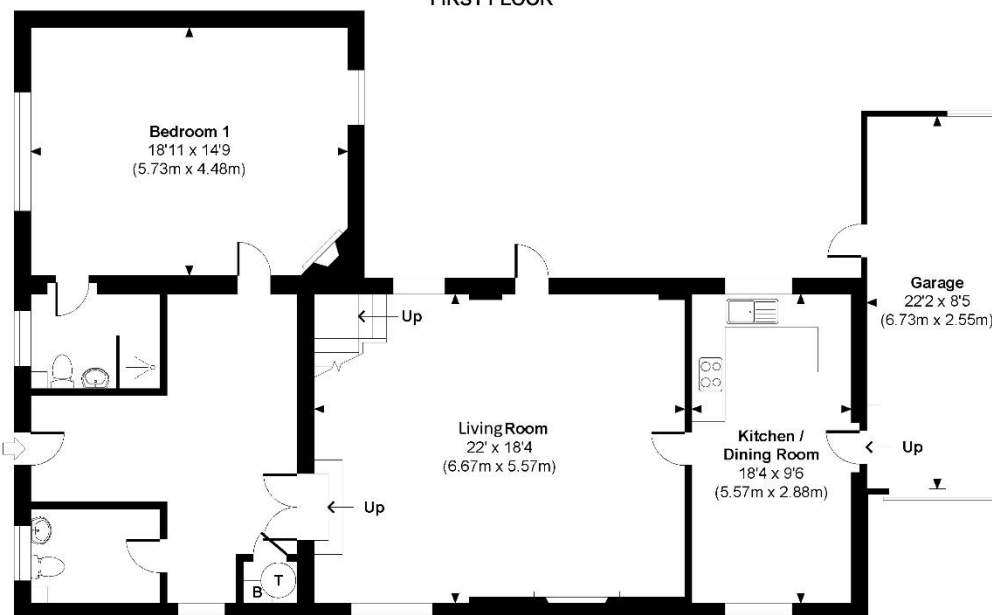 FIRST FLOOR
Bedroom 1
18'11 x 14'9
(5.73m x 4.48m)
Garage
22'2 x 8'5
(6.73m x 2.55m)
Up
Living Room
22' x 18'4
(6.67m x 5.57m)
Kitchen /
Dining Room
18'4 x 9'6
(5.57m x 2.88m)
Up
Up
B
T